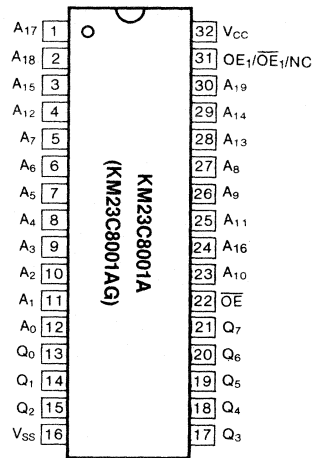 A17 1 32 VCC
A18 2 31 OE1/O̅E̅1/NC
A15 3 30 A19
A12 4 29 A14
A7 5 28 A13
A6 6 27 A8
A5 7 26 A9
A4 8 25 A11
A3 9 24 A16
A2 10 23 A10
A1 11 22 O̅E̅
A0 12 21 Q7
Q0 13 20 Q6
Q1 14 19 Q5
Q2 15 18 Q4
VSS 16 17 Q3
KM23C8001A
(KM23C8001AG)